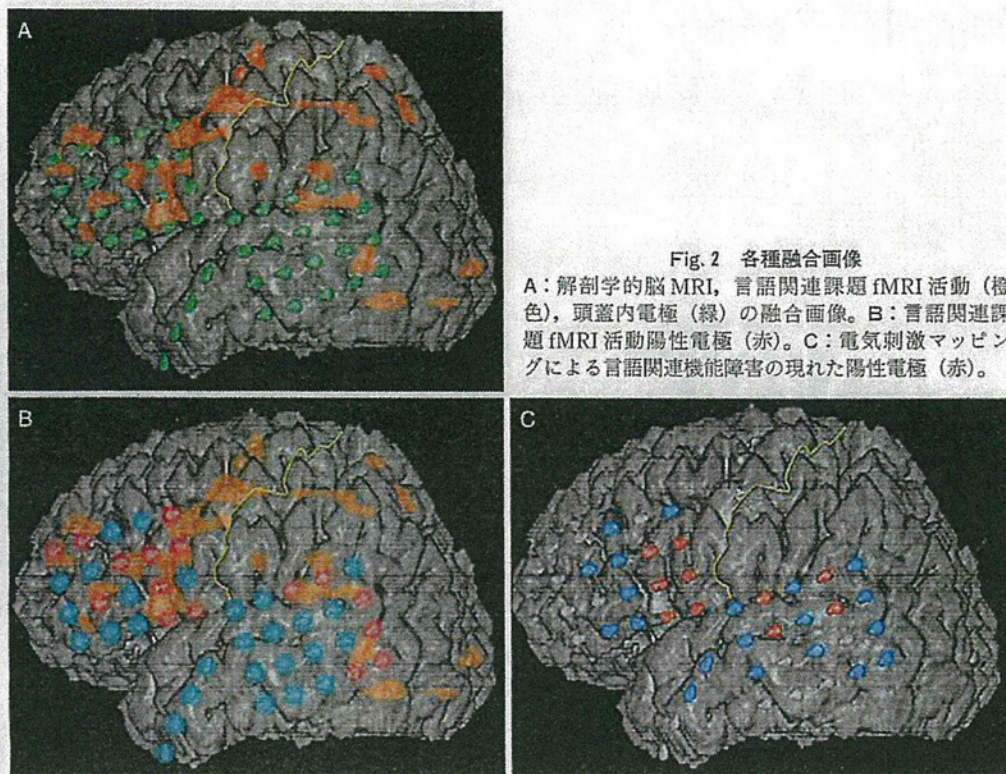 A
Fig. 2 各種融合画像
A：解剖学的脳 MRI，言語関連課題 fMRI 活動（橙
色），頭蓋内電極（緑）の融合画像。B：言語関連課
題 fMRI 活動陽性電極（赤）。C：電気刺激マッピン
グによる言語関連機能障害の現れた陽性電極（赤）。
B
C